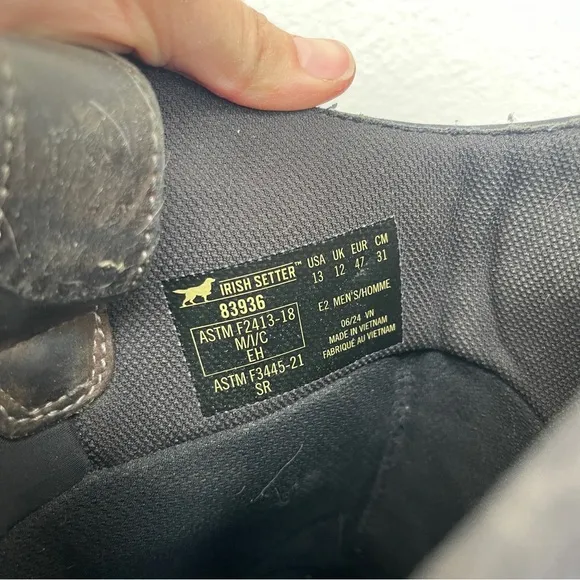 IRISH SETTER™
83936
ASTM F2413-18
M/I/C
EH
ASTM F3445-21
SR
USA UK EUR CM
13 12 47 31
E2 MEN'S/HOMME
06/24 VN
MADE IN VIETNAM
FABRIQUÉ AU VIETNAM